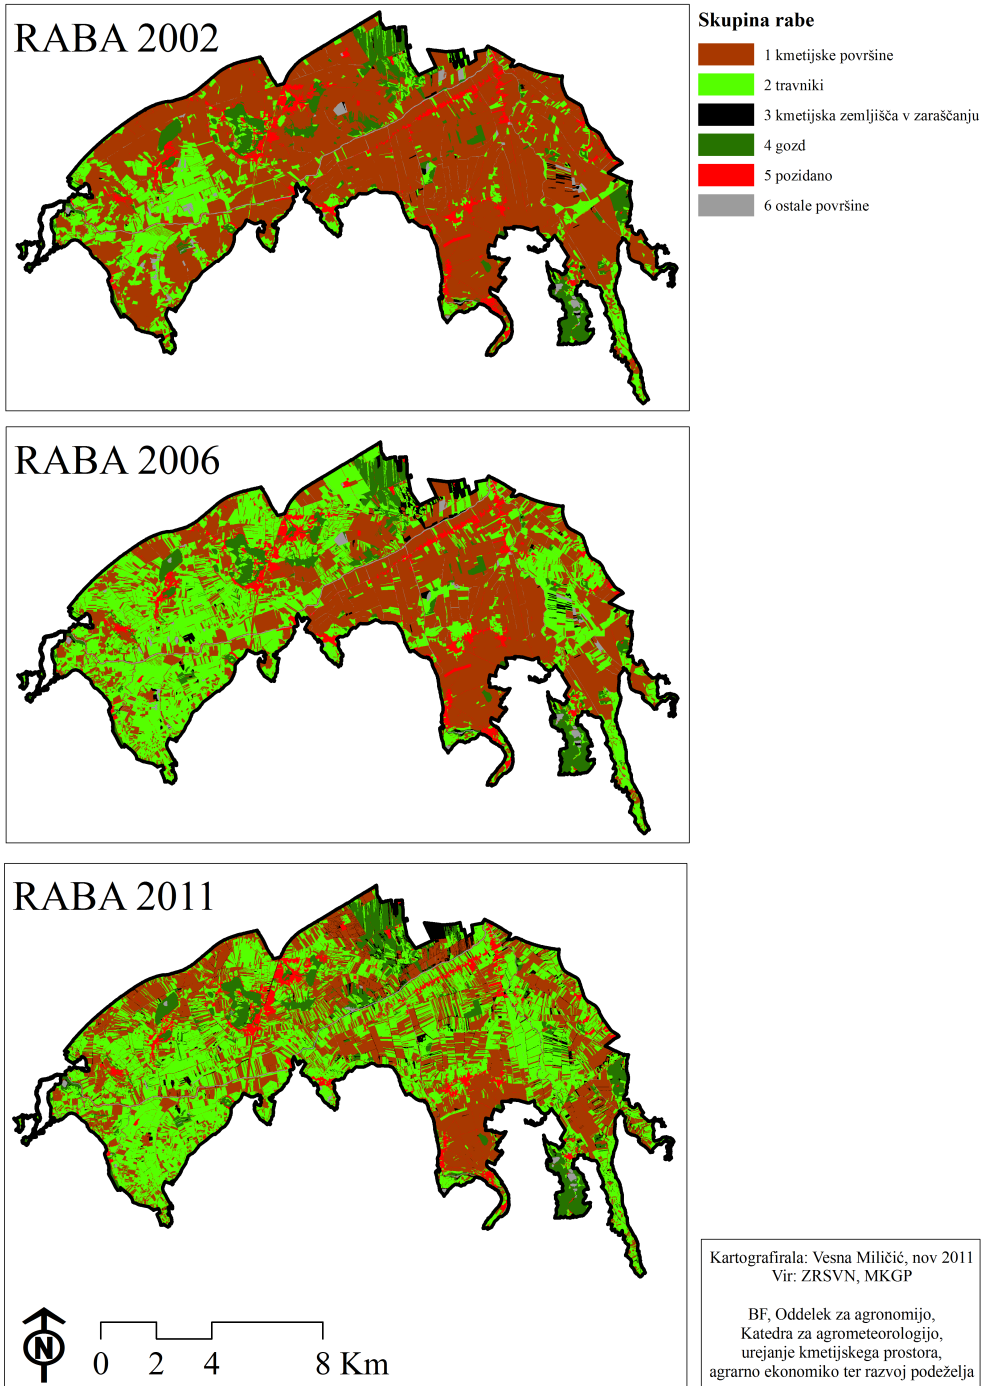 RABA 2002
Skupina rabe
1 kmetijske površine
2 travniki
3 kmetijska zemljišča v zaraščanju
4 gozd
5 pozidano
6 ostale površine
RABA 2006
RABA 2011
N
0 2 4 8 Km
Kartografirala: Vesna Miličić, nov 2011
Vir: ZRSVN, MKGP
BF, Oddelek za agronomijo,
Katedra za agrometeorologijo,
urejanje kmetijskega prostora,
agrarno ekonomiko ter razvoj podeželja